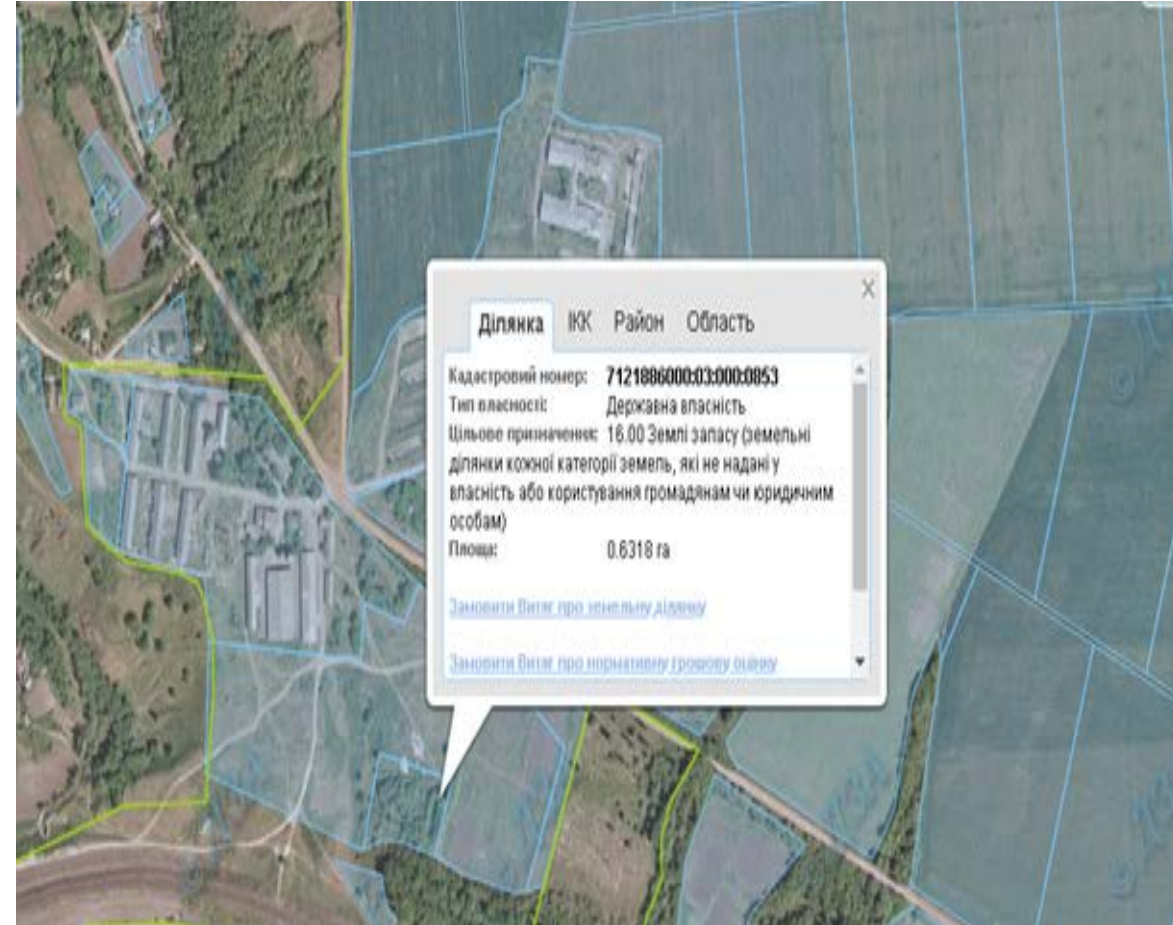 Ділянка ІКК Район Область
Кадастровий номер: 7121886000:03:000:0853
Тип власності: Державна власність
Цільове призначення: 16.00 Землі запасу (земельні
ділянки кожної категорії земель, які не надані у
власність або користування громадянам чи юридичним
особам)
Площа: 0.6318 га
Замовити Витяг про земельну ділянку
Замовити Витяг про нормативну грошову оцінку